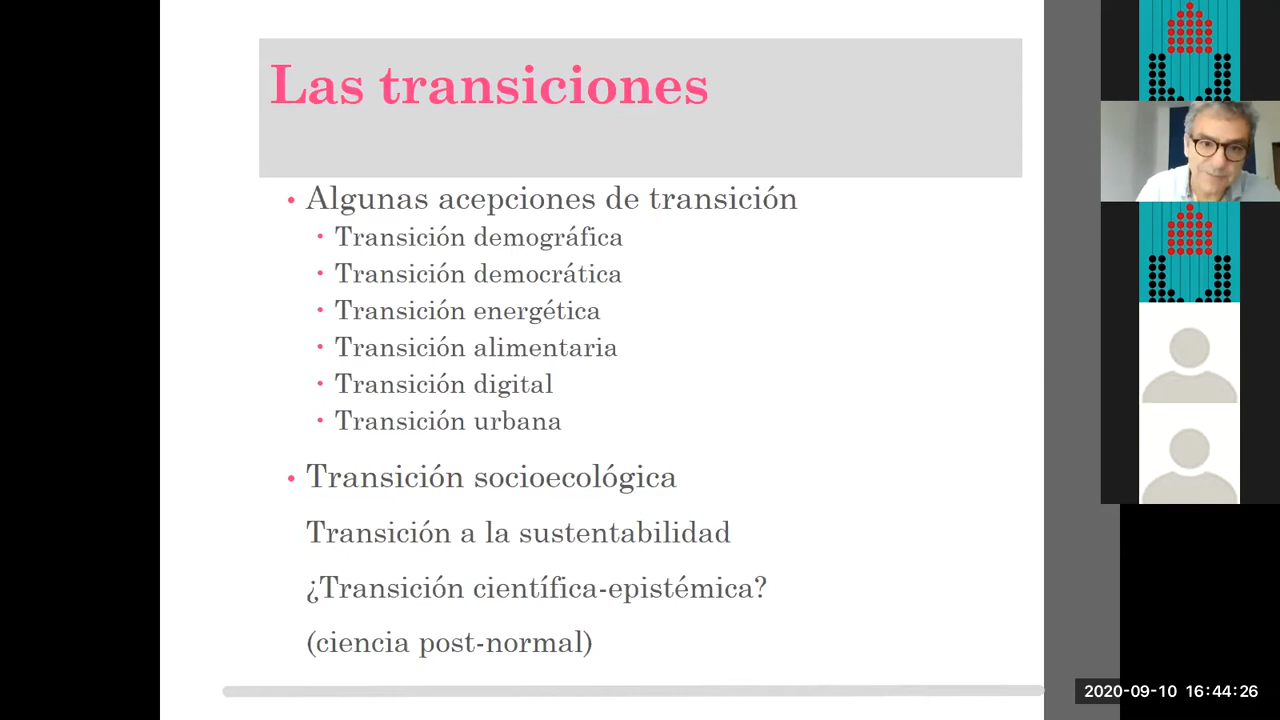 Las transiciones
• Algunas acepciones de transición
• Transición demográfica
• Transición democrática
• Transición energética
• Transición alimentaria
• Transición digital
• Transición urbana
• Transición socioecológica
Transición a la sustentabilidad
¿Transición científica-epistémica?
(ciencia post-normal)
2020-09-10 16:44:26